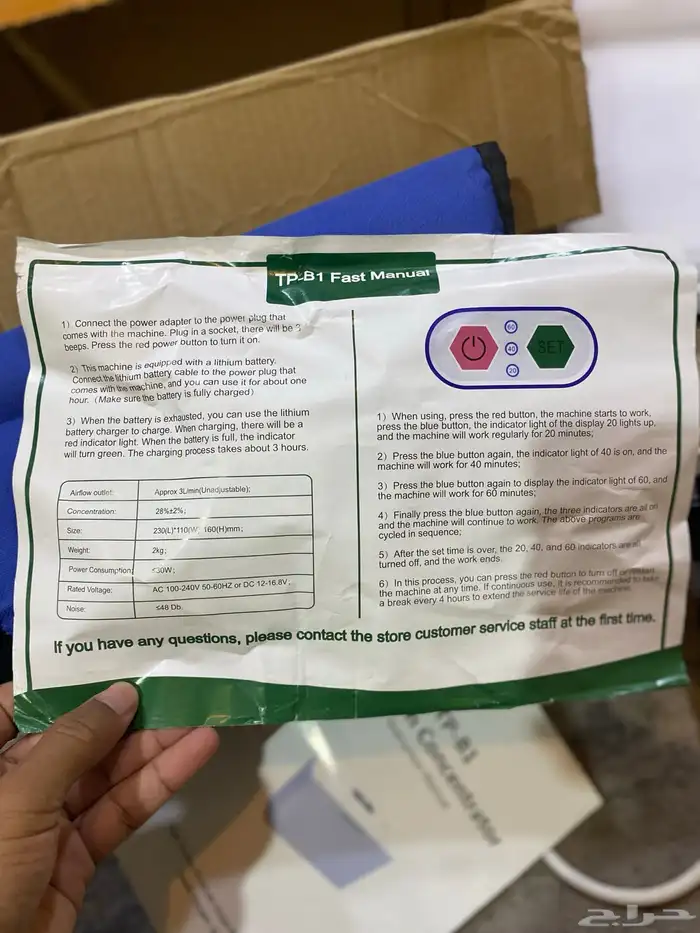 TP-B1 Fast Manual
1) Connect the power adapter to the power plug that
comes with the machine. Plug in a socket, there will be 3
beeps. Press the red power button to turn it on.
2) This machine is equipped with a lithium battery.
Connect the lithium battery cable to the power plug that
comes with the machine, and you can use it for about one
hour. (Make sure the battery is fully charged)
3) When the battery is exhausted, you can use the lithium
battery charger to charge. When charging, there will be a
red indicator light. When the battery is full, the indicator
will turn green. The charging process takes about 3 hours.
Airflow outlet: Approx 3L/min(Unadjustable);
Concentration: 28%±2%;
Size: 230(L)*110(W) 160(H)mm;
Weight: 2kg;
Power Consumption: ≤30W;
Rated Voltage: AC 100-240V 50-60HZ or DC 12-16.8V;
Noise: ≤48 Db
60
40
20
SET
1) When using, press the red button, the machine starts to work,
press the blue button, the indicator light of the display 20 lights up,
and the machine will work regularly for 20 minutes;
2) Press the blue button again, the indicator light of 40 is on, and the
machine will work for 40 minutes;
3) Press the blue button again to display the indicator light of 60, and
the machine will work for 60 minutes;
4) Finally press the blue button again, the three indicators are all on
and the machine will continue to work. The above programs are
cycled in sequence;
5) After the set time is over, the 20, 40, and 60 indicators are all
turned off, and the work ends.
6) In this process, you can press the red button to turn off or restart
the machine at any time. If continuous use, it is recommended to take
a break every 4 hours to extend the service life of the machine.
If you have any questions, please contact the store customer service staff at the first time.
TP-B1
Concentrator
حراج